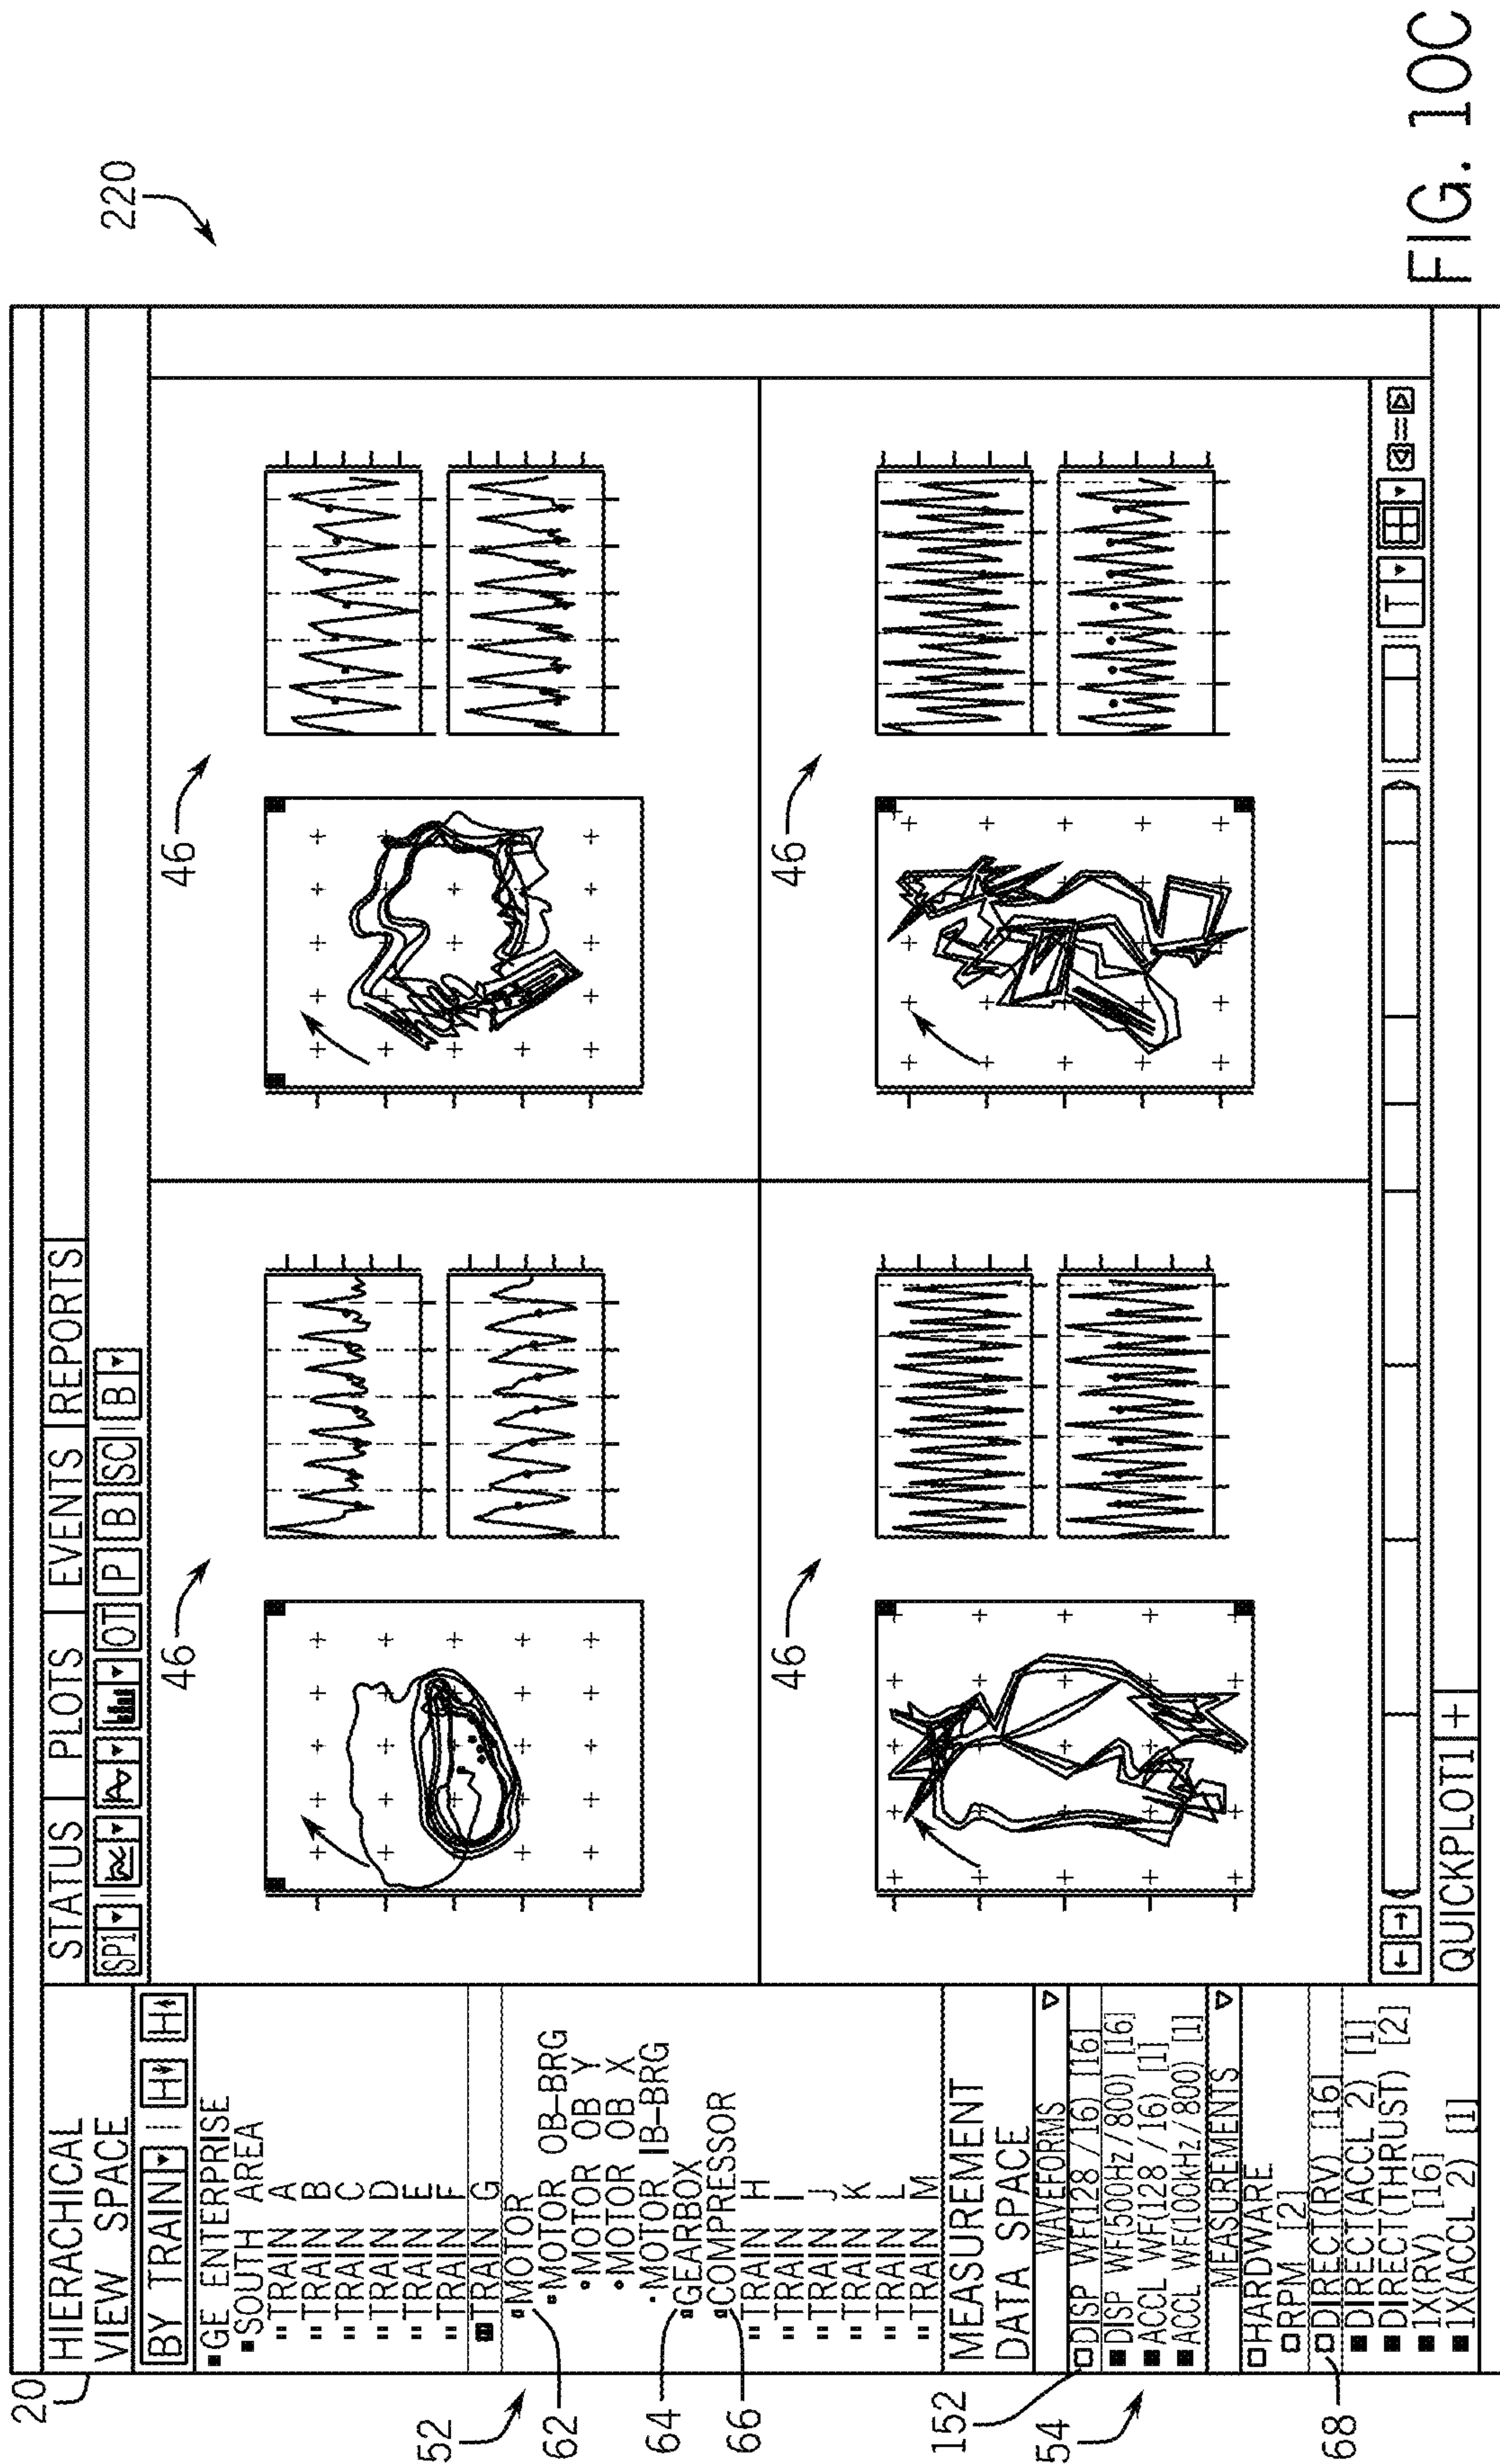 20
HIERACHICAL
VIEW SPACE
BY TRAIN H H
GE ENTERPRISE
SOUTH AREA
TRAIN A
TRAIN B
TRAIN C
TRAIN D
TRAIN E
TRAIN F
TRAIN G
MOTOR
MOTOR OB-BRG
MOTOR OB Y
MOTOR OB X
MOTOR IB-BRG
GEARBOX
COMPRESSOR
TRAIN H
TRAIN I
TRAIN J
TRAIN K
TRAIN L
TRAIN M
MEASUREMENT
DATA SPACE
WAVEFORMS
DISP WF(128 /16) [16]
DISP WF(500Hz/800) [16]
ACCL WF(128 /16) [1]
ACCL WF(100kHz/800) [1]
MEASUREMENTS
HARDWARE
RPM [2]
DIRECT(RV) [16]
DIRECT(ACCL 2) [1]
DIRECT(THRUST) [2]
1X(RV) [16]
1X(ACCL 2) [1]
52
62
64
66
152
54
68
STATUS PLOTS EVENTS REPORTS
SP1 OT P B SC B
46
46
46
46
T
QUICKPLOT1 +
220
FIG. 10C